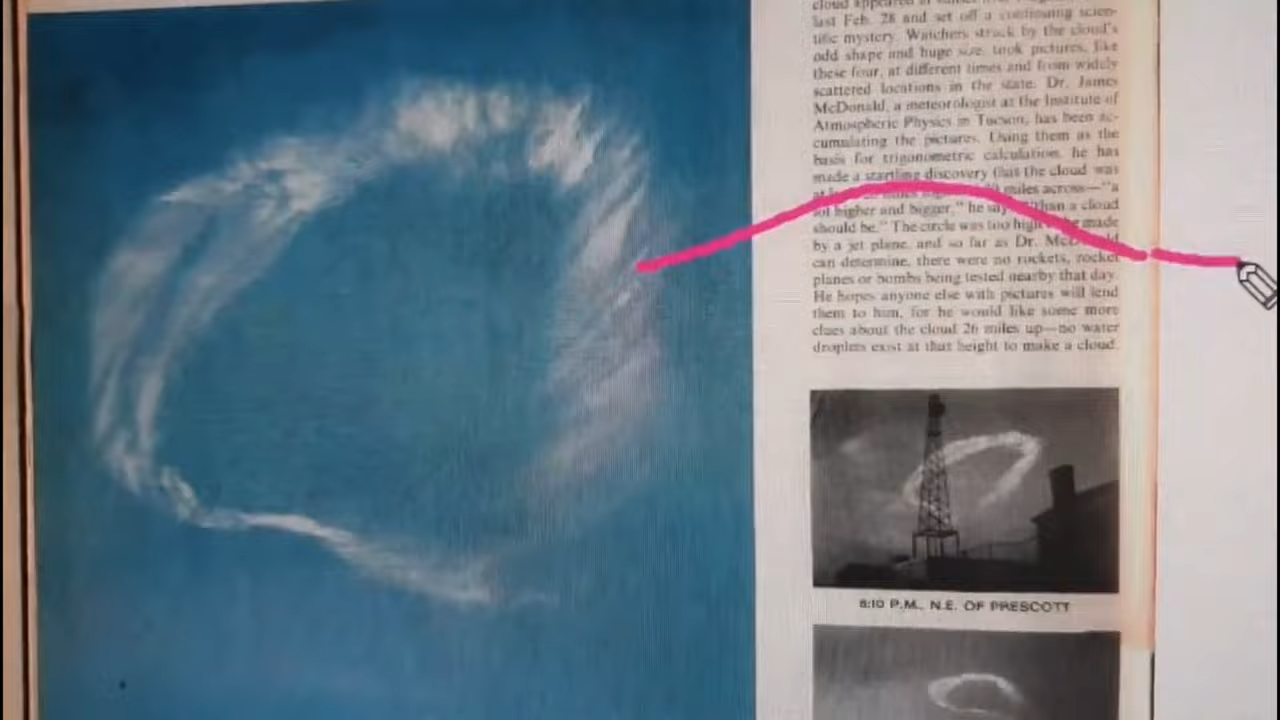 cloud appeared at sunset
last Feb. 28 and set off a continuing scien-
tific mystery. Watchers struck by the cloud's
odd shape and huge size, took pictures, like
these four, at different times and from widely
scattered locations in the state. Dr. James
McDonald, a meteorologist at the Institute of
Atmospheric Physics in Tucson, has been ac-
cumulating the pictures. Using them as the
basis for trigonometric calculation, he has
made a startling discovery that the cloud was
at miles across—"a
lot higher and bigger," he says "than a cloud
should be." The circle was too high to be made
by a jet plane, and so far as Dr. McDonald
can determine, there were no rockets, rocket
planes or bombs being tested nearby that day.
He hopes anyone else with pictures will lend
them to him, for he would like some more
clues about the cloud 26 miles up—no water
droplets exist at that height to make a cloud.
6:10 P.M., N.E. OF PRESCOTT